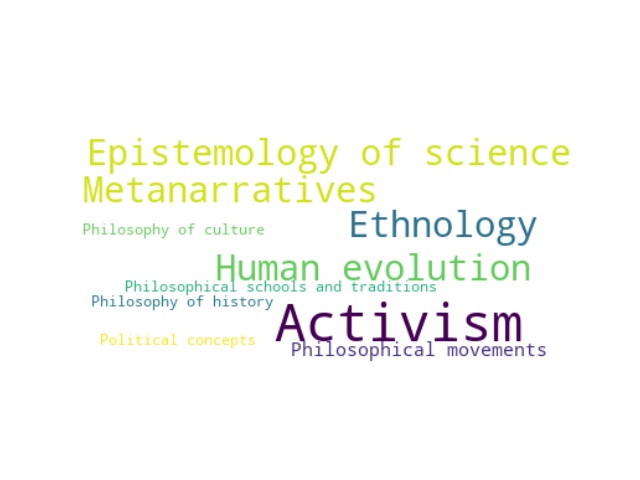 Epistemology of science
Metanarratives
Philosophy of culture
Ethnology
Human evolution
Philosophical schools and traditions
Philosophy of history
Activism
Political concepts
Philosophical movements